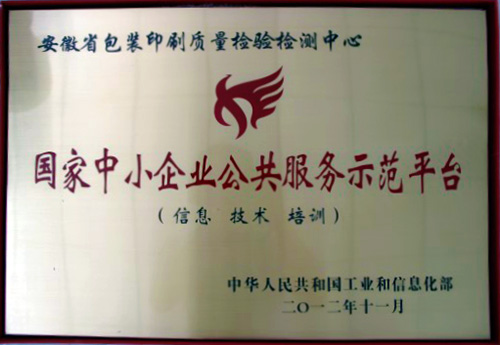 安徽省包装印刷质量检验检测中心
国家中小企业公共服务示范平台
(信息 技术 培训)
中华人民共和国工业和信息化部
二〇一二年十一月